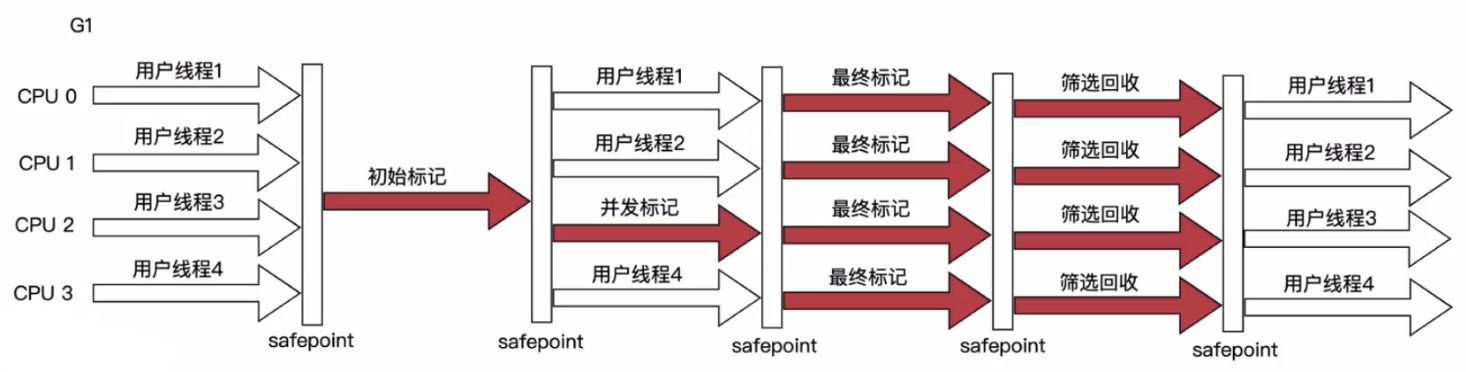 G1
用户线程1 用户线程1 最终标记 筛选回收 用户线程1
CPU 0
用户线程2 用户线程2 最终标记 筛选回收 用户线程2
CPU 1
初始标记
用户线程3 并发标记 最终标记 筛选回收 用户线程3
CPU 2
用户线程4 用户线程4 最终标记 筛选回收 用户线程4
CPU 3
safepoint safepoint safepoint safepoint safepoint